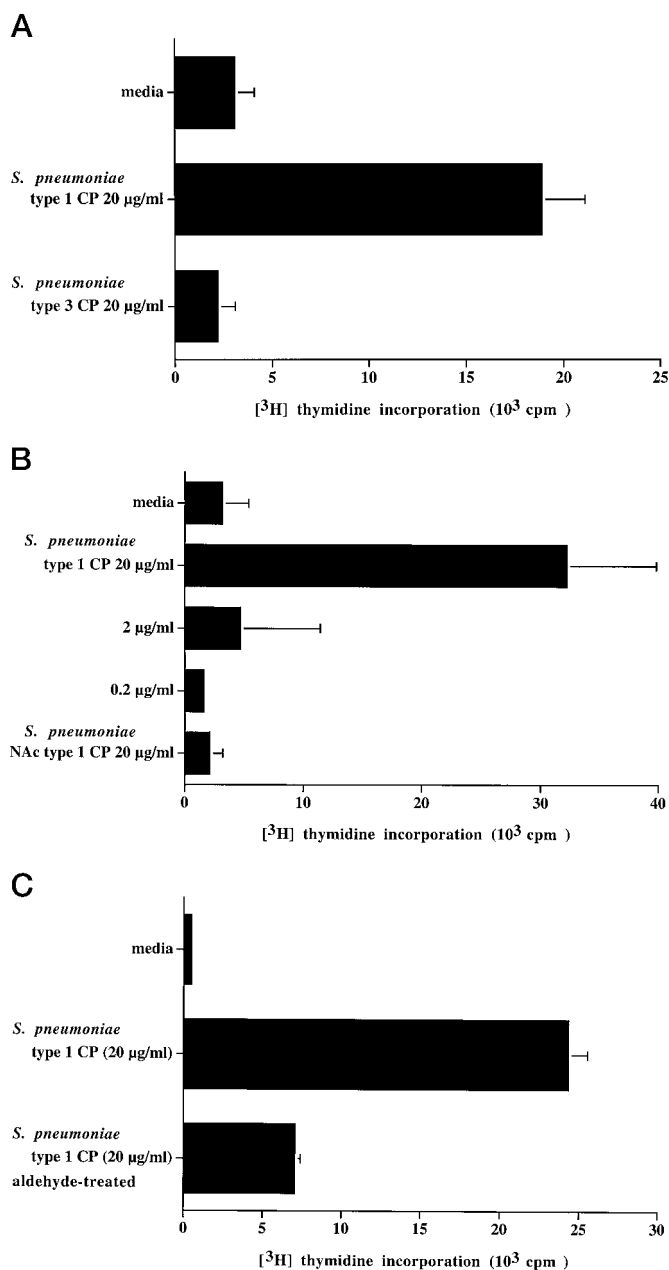 A
media
S. pneumoniae
type 1 CP 20 µg/ml
S. pneumoniae
type 3 CP 20 µg/ml
0 5 10 15 20 25
[³H] thymidine incorporation (10³ cpm )
B
media
S. pneumoniae
type 1 CP 20 µg/ml
2 µg/ml
0.2 µg/ml
S. pneumoniae
NAc type 1 CP 20 µg/ml
0 10 20 30 40
[³H] thymidine incorporation (10³ cpm )
C
media
S. pneumoniae
type 1 CP (20 µg/ml)
S. pneumoniae
type 1 CP (20 µg/ml)
aldehyde-treated
0 5 10 15 20 25 30
[³H] thymidine incorporation (10³ cpm )